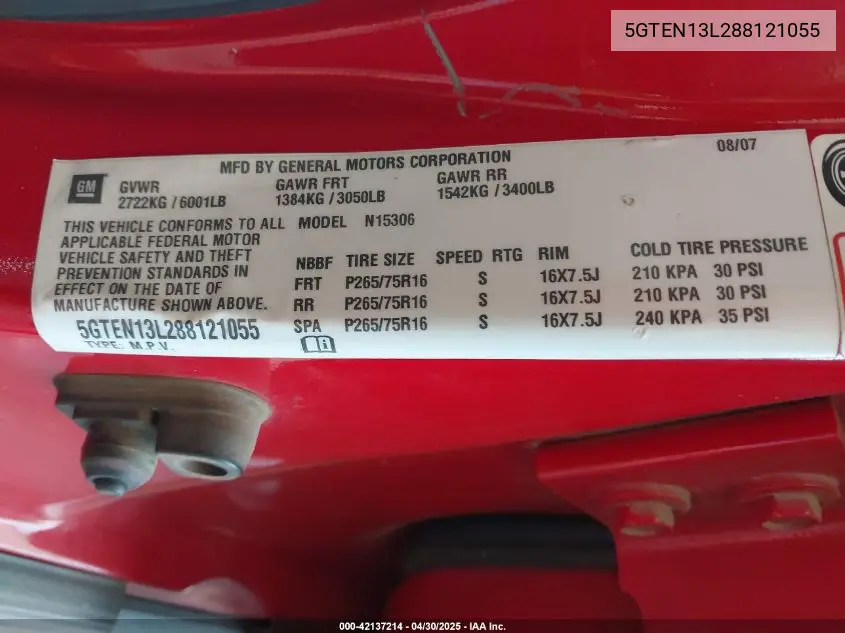 5GTEN13L288121055
MFD BY GENERAL MOTORS CORPORATION 08/07
GM GVWR GAWR FRT GAWR RR
2722KG / 6001LB 1384KG / 3050LB 1542KG / 3400LB
THIS VEHICLE CONFORMS TO ALL MODEL N15306
APPLICABLE FEDERAL MOTOR
VEHICLE SAFETY AND THEFT
PREVENTION STANDARDS IN
EFFECT ON THE DATE OF
MANUFACTURE SHOWN ABOVE.
5GTEN13L288121055
TYPE: M.P.V.
NBBF TIRE SIZE SPEED RTG RIM COLD TIRE PRESSURE
FRT P265/75R16 S 16X7.5J 210 KPA 30 PSI
RR P265/75R16 S 16X7.5J 210 KPA 30 PSI
SPA P265/75R16 S 16X7.5J 240 KPA 35 PSI
000-42137214 - 04/30/2025 - IAA Inc.